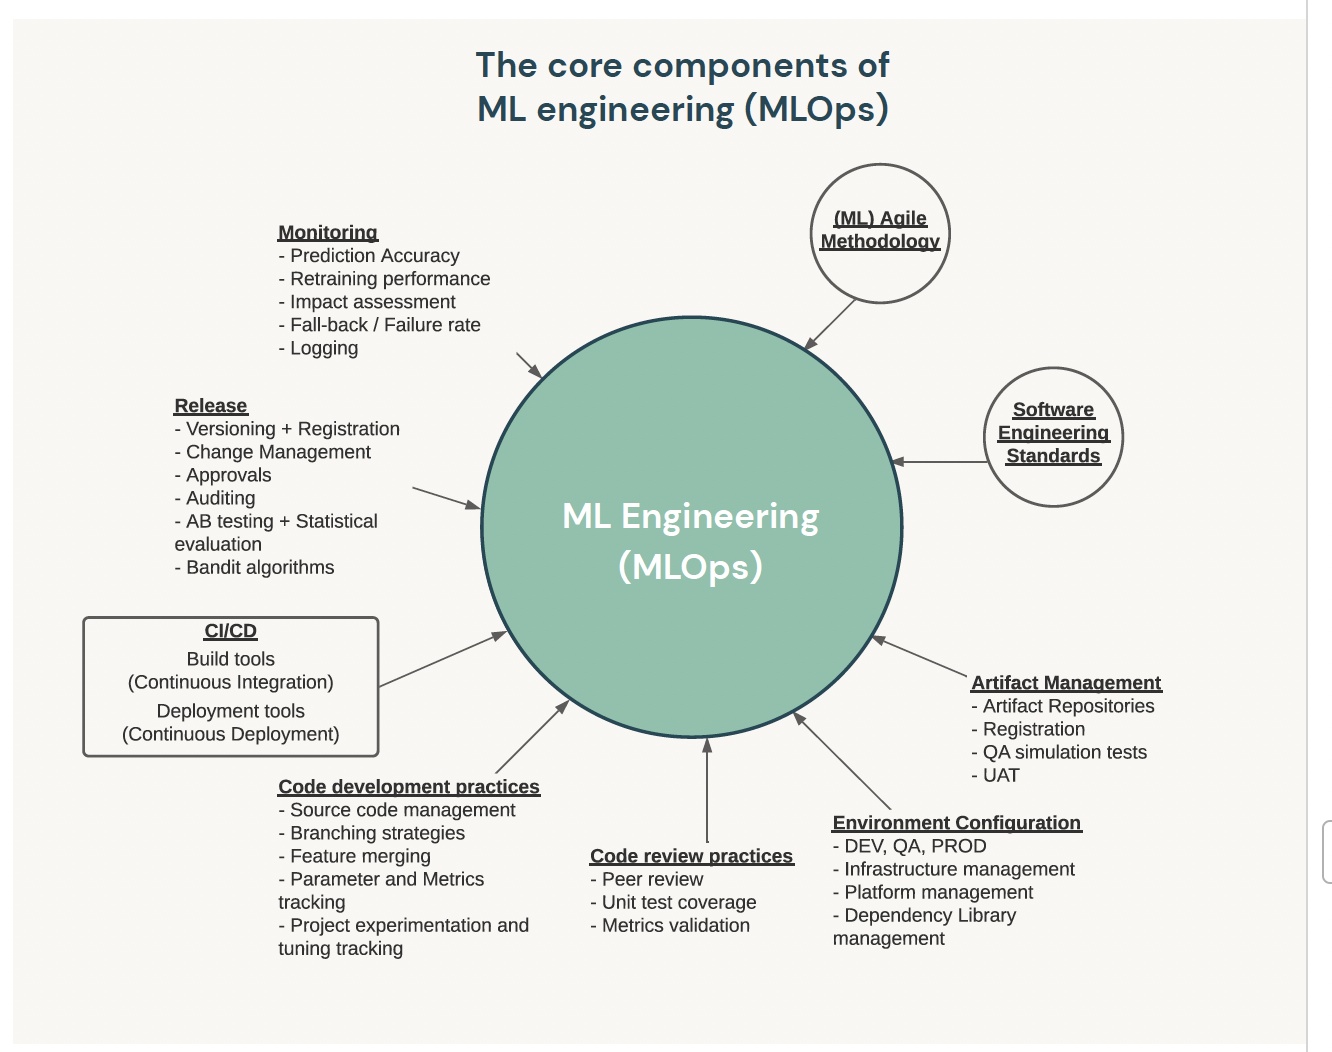 The core components of
ML engineering (MLOps)
(ML) Agile
Methodology
Monitoring
- Prediction Accuracy
- Retraining performance
- Impact assessment
- Fall-back / Failure rate
- Logging
Software
Engineering
Standards
Release
- Versioning + Registration
- Change Management
- Approvals
- Auditing
- AB testing + Statistical
evaluation
- Bandit algorithms
ML Engineering
(MLOps)
CI/CD
Build tools
(Continuous Integration)
Deployment tools
(Continuous Deployment)
Artifact Management
- Artifact Repositories
- Registration
- QA simulation tests
- UAT
Code development practices
- Source code management
- Branching strategies
- Feature merging
- Parameter and Metrics
tracking
- Project experimentation and
tuning tracking
Code review practices
- Peer review
- Unit test coverage
- Metrics validation
Environment Configuration
- DEV, QA, PROD
- Infrastructure management
- Platform management
- Dependency Library
management